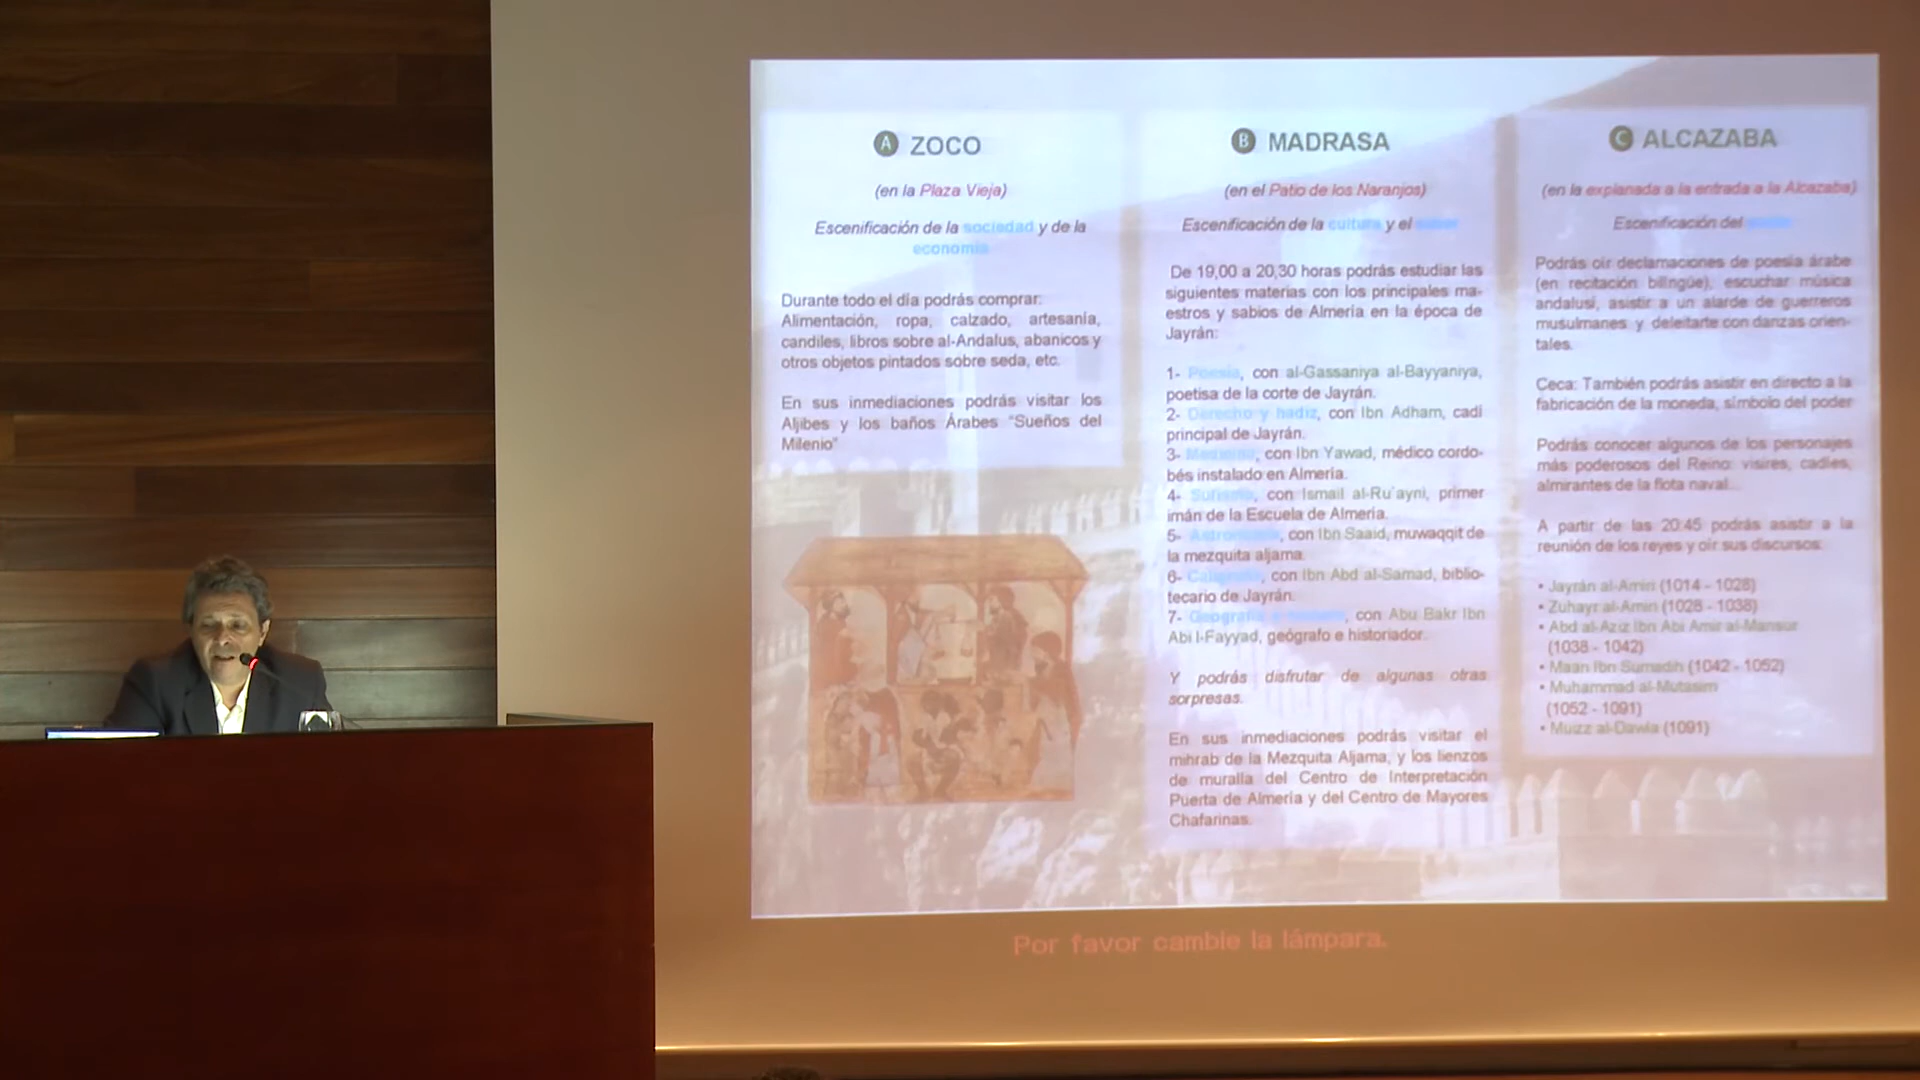 A ZOCO
(en la Plaza Vieja)
Escenificación de la sociedad y de la
economía
Durante todo el día podrás comprar:
Alimentación, ropa, calzado, artesanía,
candiles, libros sobre al-Andalus, abanicos y
otros objetos pintados sobre seda, etc.
En sus inmediaciones podrás visitar los
Aljibes y los baños Árabes "Sueños del
Milenio"
B MADRASA
(en el Patio de los Naranjos)
Escenificación de la cultura y el
De 19,00 a 20,30 horas podrás estudiar las
siguientes materias con los principales ma-
estros y sabios de Almería en la época de
Jayrán:
1- Poesía, con al-Gassaniya al-Bayyaniya,
poetisa de la corte de Jayrán.
2- Derecho y hadiz, con Ibn Adham, cadí
principal de Jayrán.
3- Medicina, con Ibn Yawad, médico cordo-
bés instalado en Almería.
4- Sufismo, con Ismail al-Ru´ayni, primer
imán de la Escuela de Almería.
5- Astronomía, con Ibn Saaid, muwaqqit de
la mezquita aljama.
6- Caligrafía, con Ibn Abd al-Samad, biblio-
tecario de Jayrán.
7- Geografía e historia, con Abu Bakr Ibn
Abi l-Fayyad, geógrafo e historiador.
Y podrás disfrutar de algunas otras
sorpresas.
En sus inmediaciones podrás visitar el
mihrab de la Mezquita Aljama, y los lienzos
de muralla del Centro de Interpretación
Puerta de Almería y del Centro de Mayores
Chafarinas.
C ALCAZABA
(en la explanada a la entrada a la Alcazaba)
Escenificación del
Podrás oir declamaciones de poesía árabe
(en recitación bilingüe), escuchar música
andalusí, asistir a un alarde de guerreros
musulmanes y deleitarte con danzas orien-
tales.
Ceca: También podrás asistir en directo a la
fabricación de la moneda, símbolo del poder
Podrás conocer algunos de los personajes
más poderosos del Reino: visires, cadíes,
almirantes de la flota naval...
A partir de las 20:45 podrás asistir a la
reunión de los reyes y oir sus discursos:
• Jayrán al-Amiri (1014 - 1028)
• Zuhayr al-Amiri (1028 - 1038)
• Abd al-Aziz Ibn Abi Amir al-Mansur
(1038 - 1042)
• Maan Ibn Sumadih (1042 - 1052)
• Muhammad al-Mutasim
(1052 - 1091)
• Muizz al-Dawla (1091)
Por favor cambie la lámpara.